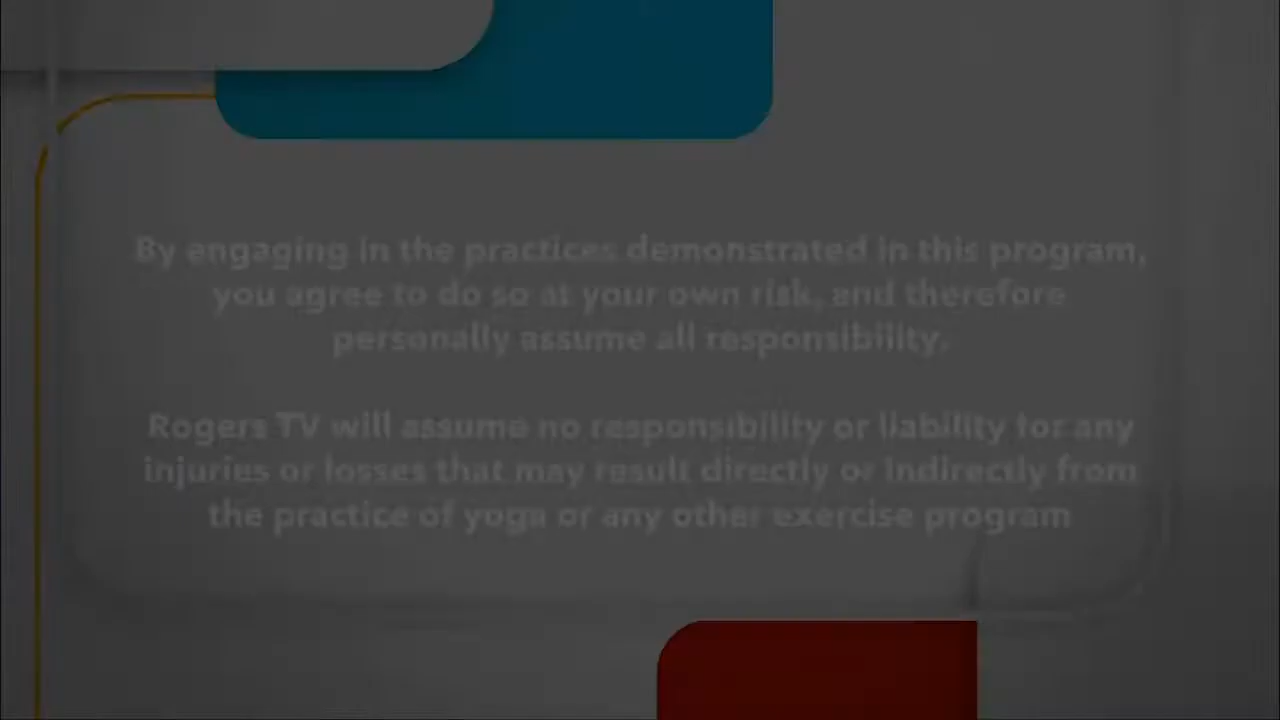 By engaging in the practices demonstrated in this program,
you agree to do so at your own risk, and therefore
personally assume all responsibility.
Rogers TV will assume no responsibility or liability for any
injuries or losses that may result directly or indirectly from
the practice of yoga or any other exercise program